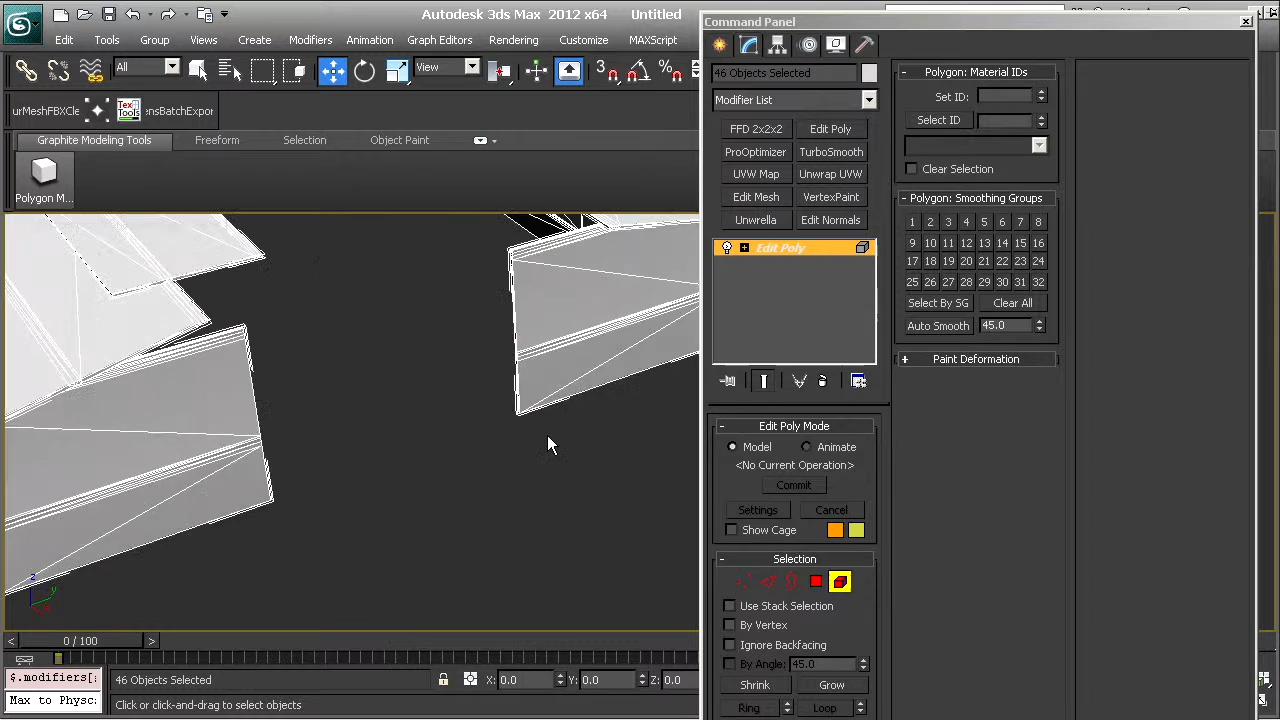 Autodesk 3ds Max 2012 x64 Untitled
Command Panel
Edit Tools Group Views Create Modifiers Animation Graph Editors Rendering Customize MAXScript
All
View
3
urMeshFBXCle
Tex Tools
nsBatchExpor
Graphite Modeling Tools Freeform Selection Object Paint
Polygon M...
46 Objects Selected
Modifier List
FFD 2x2x2 Edit Poly
ProOptimizer TurboSmooth
UVW Map Unwrap UVW
Edit Mesh VertexPaint
Unwrella Edit Normals
Edit Poly
- Edit Poly Mode
Model Animate
<No Current Operation>
Commit
Settings Cancel
Show Cage
- Selection
Use Stack Selection
By Vertex
Ignore Backfacing
By Angle: 45.0
Shrink Grow
Ring Loop
- Polygon: Material IDs
Set ID:
Select ID
Clear Selection
- Polygon: Smoothing Groups
1 2 3 4 5 6 7 8
9 10 11 12 13 14 15 16
17 18 19 20 21 22 23 24
25 26 27 28 29 30 31 32
Select By SG Clear All
Auto Smooth 45.0
+ Paint Deformation
z
< 0 / 100 >
$.modifiers[:
Max to Physc:
46 Objects Selected
X: 0.0 Y: 0.0 Z: 0.0
Click or click-and-drag to select objects